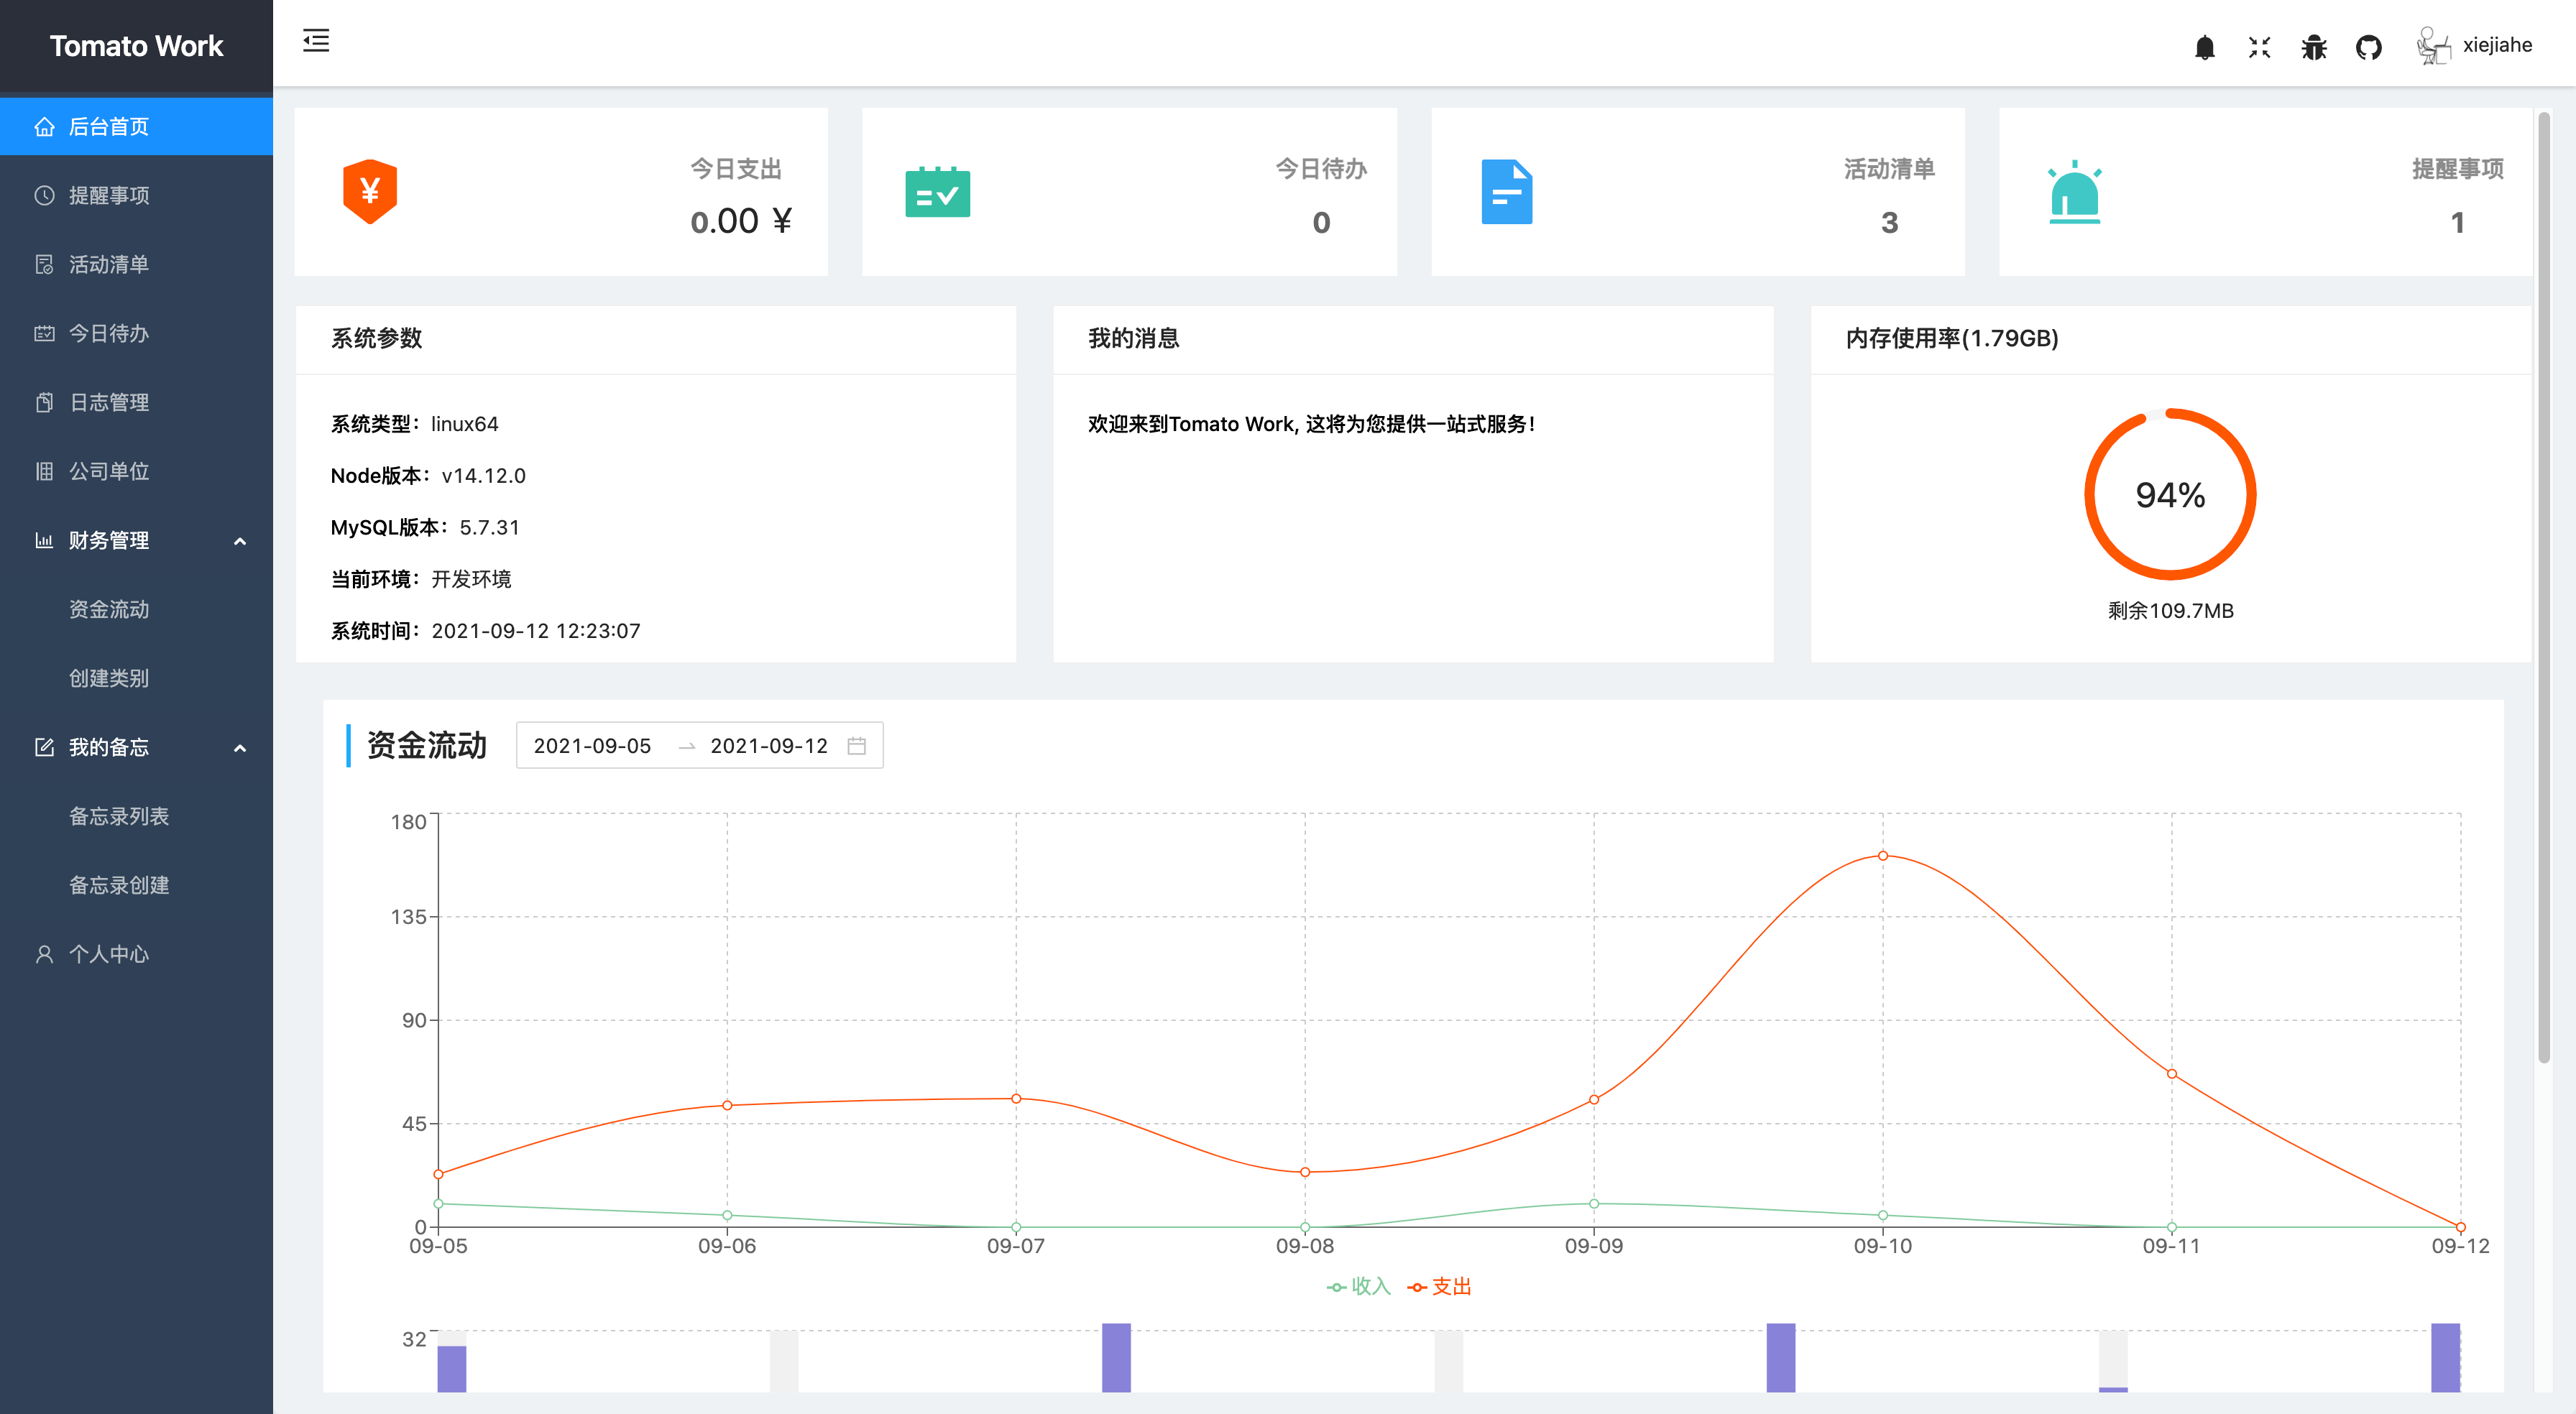 Tomato Work
后台首页
提醒事项
活动清单
今日待办
日志管理
公司单位
财务管理
资金流动
创建类别
我的备忘
备忘录列表
备忘录创建
个人中心
xiejiahe
今日支出
0.00 ¥
今日待办
0
活动清单
3
提醒事项
1
系统参数
系统类型：linux64
Node版本：v14.12.0
MySQL版本：5.7.31
当前环境：开发环境
系统时间：2021-09-12 12:23:07
我的消息
欢迎来到Tomato Work, 这将为您提供一站式服务！
内存使用率(1.79GB)
94%
剩余109.7MB
资金流动
2021-09-05 → 2021-09-12
180
135
90
45
0
09-05 09-06 09-07 09-08 09-09 09-10 09-11 09-12
收入 支出
32